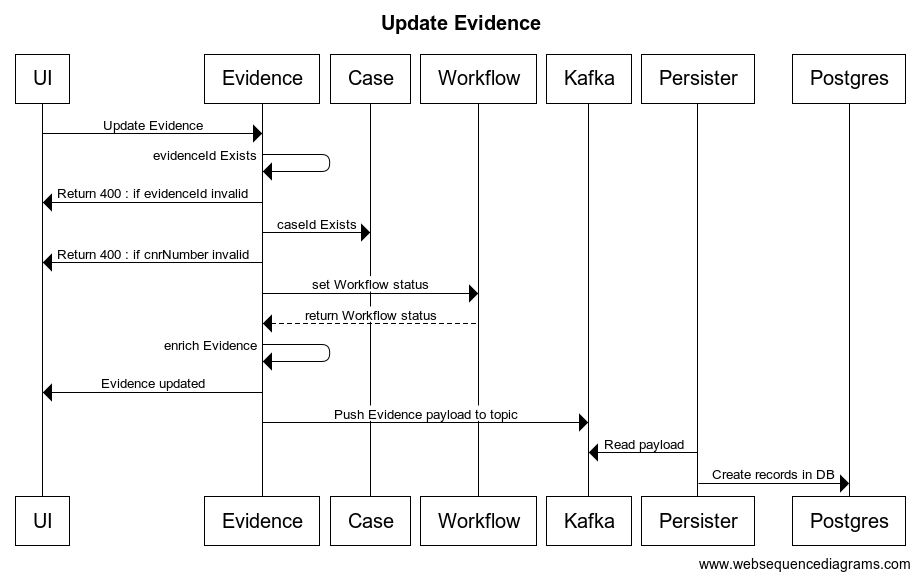 Update Evidence
UI Evidence Case Workflow Kafka Persister Postgres
Update Evidence
evidenceId Exists
Return 400 : if evidenceId invalid
caseId Exists
Return 400 : if cnrNumber invalid
set Workflow status
return Workflow status
enrich Evidence
Evidence updated
Push Evidence payload to topic
Read payload
Create records in DB
UI Evidence Case Workflow Kafka Persister Postgres
www.websequencediagrams.com